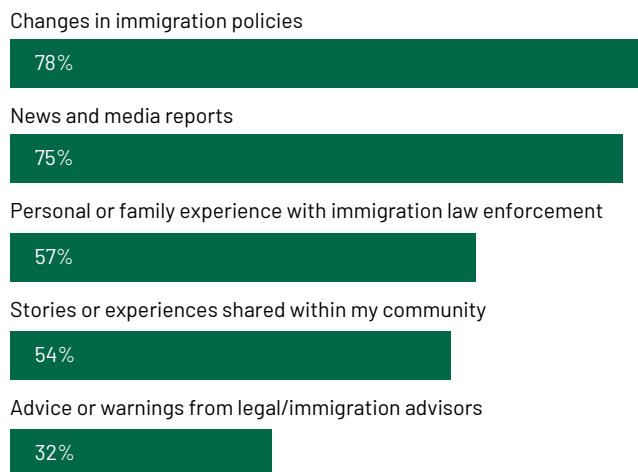 Changes in immigration policies
78%
News and media reports
75%
Personal or family experience with immigration law enforcement
57%
Stories or experiences shared within my community
54%
Advice or warnings from legal/immigration advisors
32%